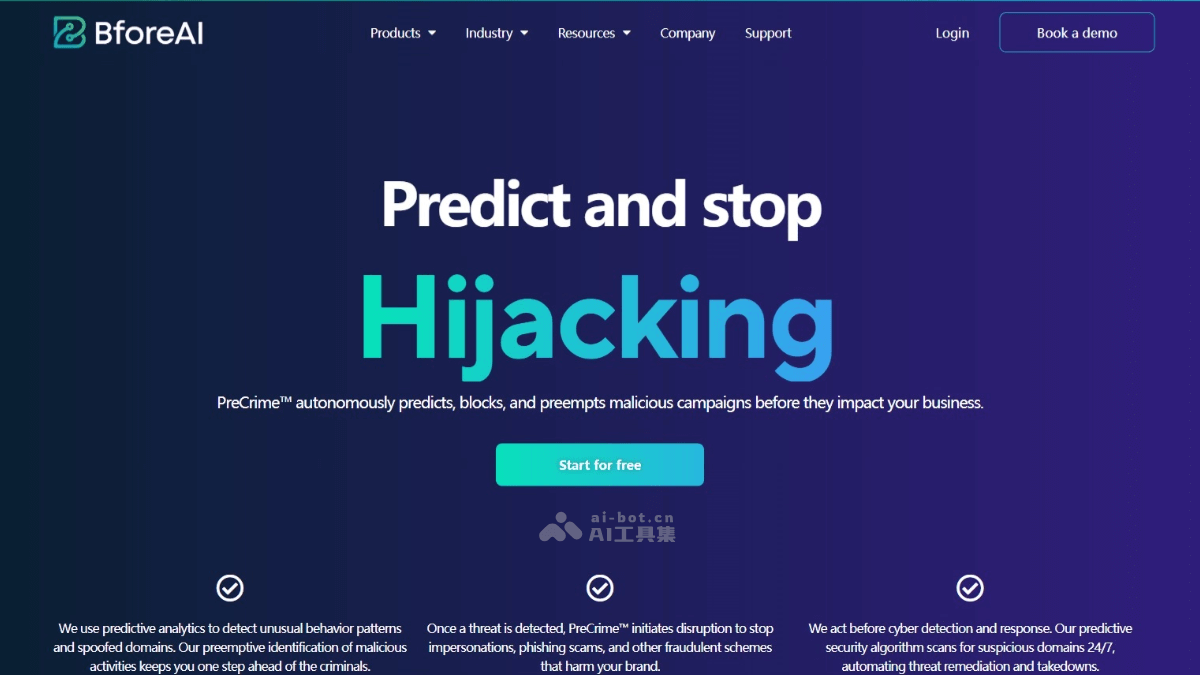 BforeAI
Products
Industry
Resources
Company
Support
Login
Book a demo
Predict and stop
Hijacking
PreCrime™ autonomously predicts, blocks, and preempts malicious campaigns before they impact your business.
Start for free
ai-bot.cn
AI工具集
We use predictive analytics to detect unusual behavior patterns
and spoofed domains. Our preemptive identification of malicious
activities keeps you one step ahead of the criminals.
Once a threat is detected, PreCrime™ initiates disruption to stop
impersonations, phishing scams, and other fraudulent schemes
that harm your brand.
We act before cyber detection and response. Our predictive
security algorithm scans for suspicious domains 24/7,
automating threat remediation and takedowns.